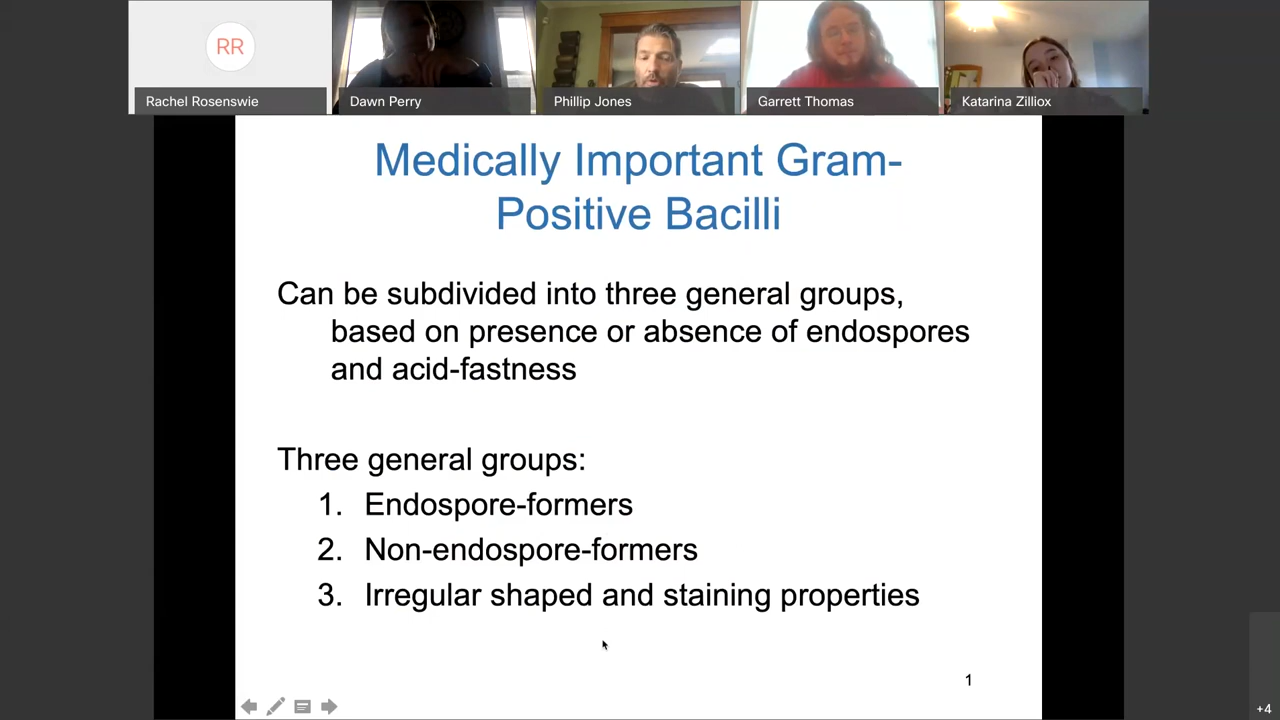 RR
Rachel Rosenswie
Dawn Perry
Phillip Jones
Garrett Thomas
Katarina Zilliox
Medically Important Gram-
Positive Bacilli
Can be subdivided into three general groups,
based on presence or absence of endospores
and acid-fastness
Three general groups:
1. Endospore-formers
2. Non-endospore-formers
3. Irregular shaped and staining properties
1
+4